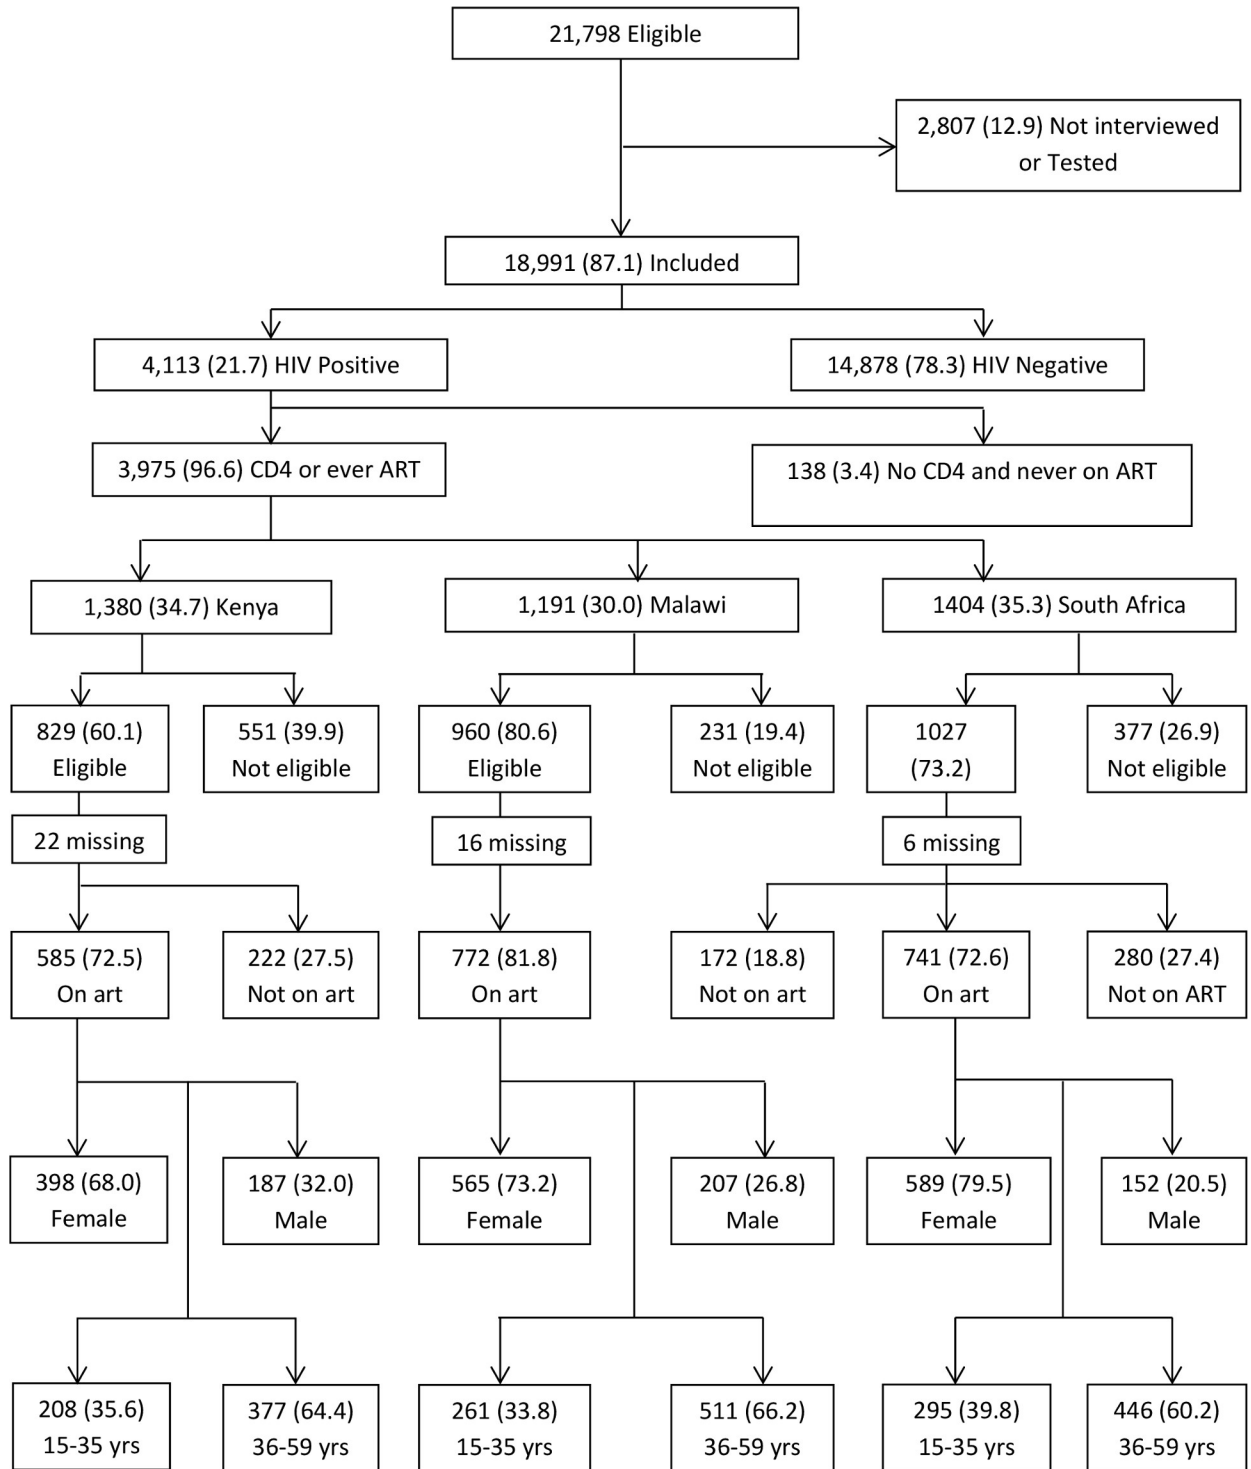 21,798 Eligible
2,807 (12.9) Not interviewed
or Tested
18,991 (87.1) Included
4,113 (21.7) HIV Positive
14,878 (78.3) HIV Negative
3,975 (96.6) CD4 or ever ART
138 (3.4) No CD4 and never on ART
1,380 (34.7) Kenya
1,191 (30.0) Malawi
1404 (35.3) South Africa
829 (60.1)
Eligible
551 (39.9)
Not eligible
960 (80.6)
Eligible
231 (19.4)
Not eligible
1027
(73.2)
377 (26.9)
Not eligible
22 missing
16 missing
6 missing
585 (72.5)
On art
222 (27.5)
Not on art
772 (81.8)
On art
172 (18.8)
Not on art
741 (72.6)
On art
280 (27.4)
Not on ART
398 (68.0)
Female
187 (32.0)
Male
565 (73.2)
Female
207 (26.8)
Male
589 (79.5)
Female
152 (20.5)
Male
208 (35.6)
15-35 yrs
377 (64.4)
36-59 yrs
261 (33.8)
15-35 yrs
511 (66.2)
36-59 yrs
295 (39.8)
15-35 yrs
446 (60.2)
36-59 yrs